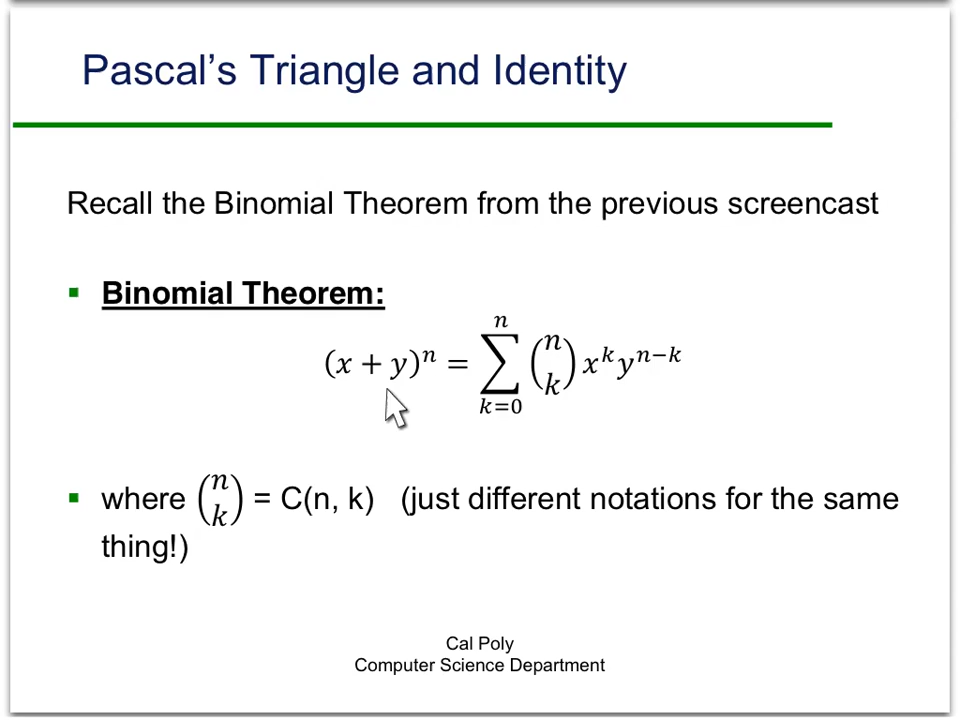 Pascal’s Triangle and Identity
Recall the Binomial Theorem from the previous screencast
▪ Binomial Theorem:
$(x + y)^n = \sum_{k=0}^{n} \binom{n}{k} x^k y^{n-k}$
▪ where $\binom{n}{k}$ = C(n, k) (just different notations for the same
thing!)
Cal Poly
Computer Science Department